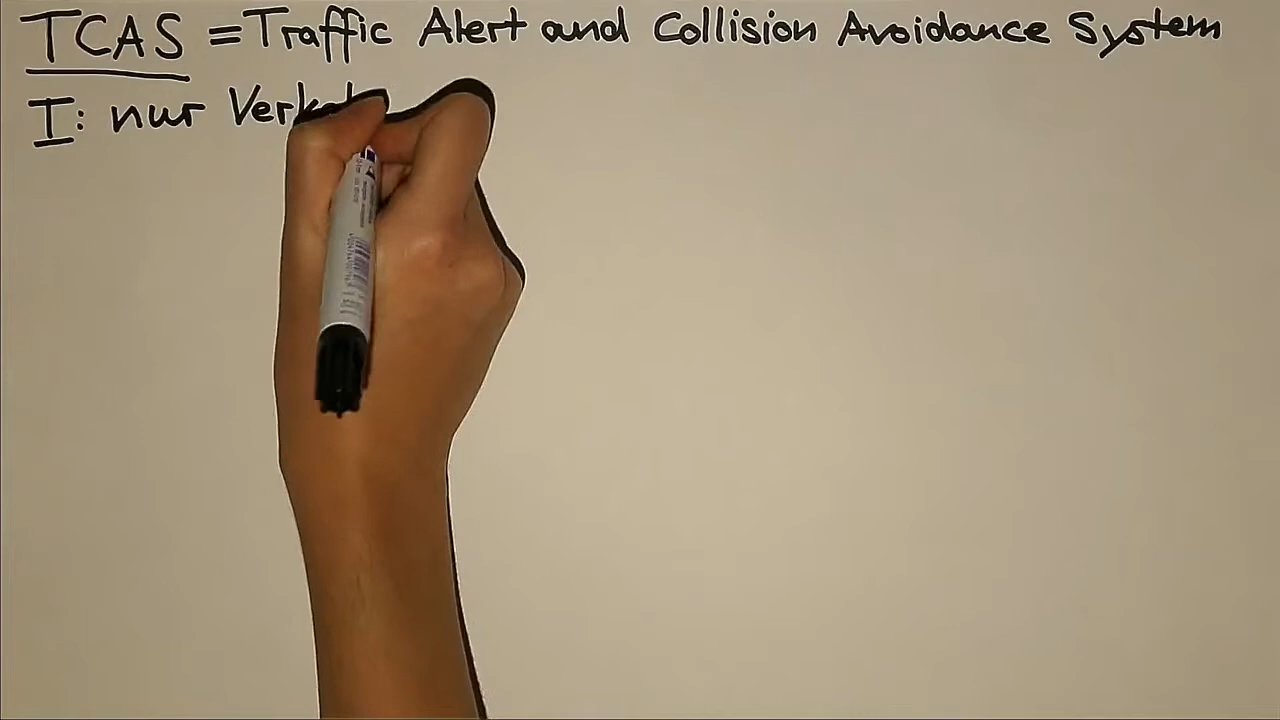 TCAS = Traffic Alert and Collision Avoidance System
I: nur